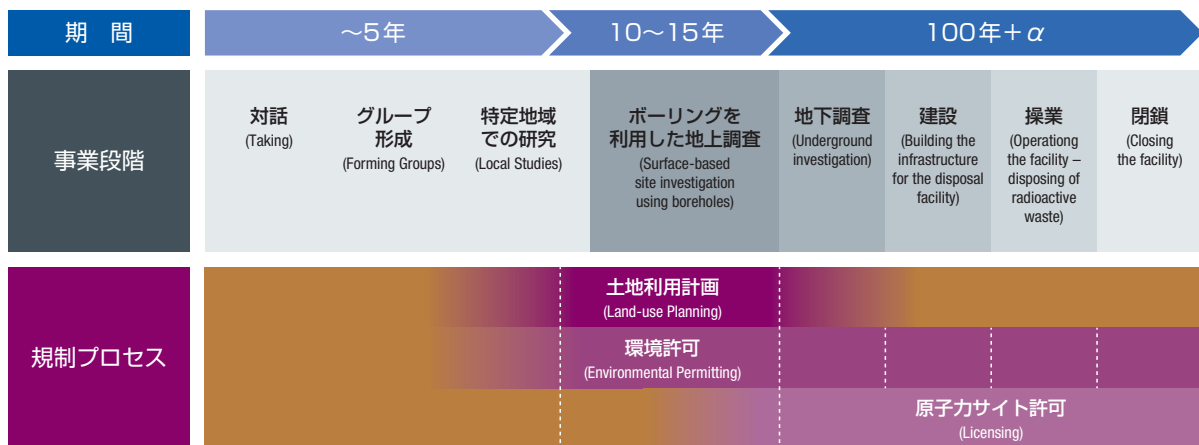 期 間
～5年
10～15年
100年+α
事業段階
対話
(Taking)
グループ
形成
(Forming Groups)
特定地域
での研究
(Local Studies)
ボーリングを
利用した地上調査
(Surface-based
site investigation
using boreholes)
地下調査
(Underground
investigation)
建設
(Building the
infrastructure
for the disposal
facility)
操業
(Operationg
the facility –
disposing of
radioactive
waste)
閉鎖
(Closing
the facility)
規制プロセス
土地利用計画
(Land-use Planning)
環境許可
(Environmental Permitting)
原子力サイト許可
(Licensing)